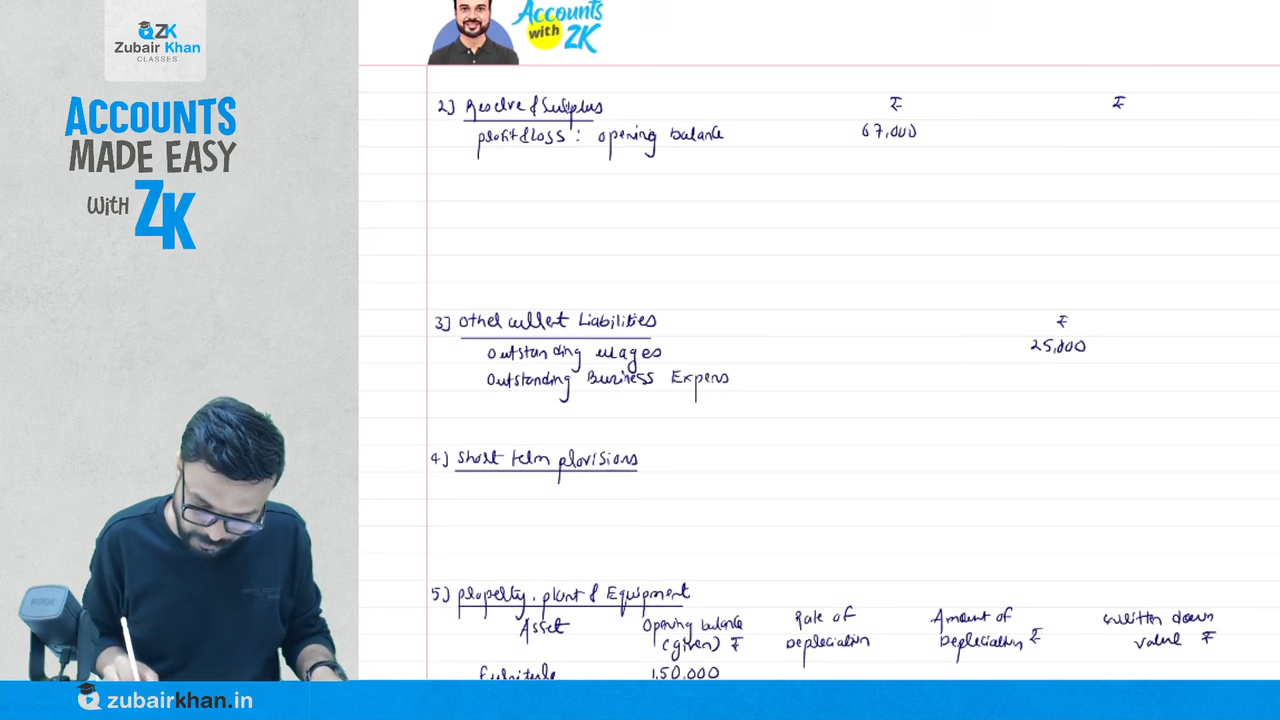 ZK
Zubair Khan
CLASSES
ACCOUNTS
MADE EASY
with ZK
Accounts
with ZK
2) Reserve & Surplus ₹ ₹
profit & Loss : opening balance 67,000
3) Other current Liabilities ₹
Outstanding wages 25,000
Outstanding Business Expens
4) Short term provisions
5) property, plant & Equipment
Asset Opening balance (given) ₹ Rate of Depreciation Amount of Depreciation ₹ written down value ₹
Furniture 1,50,000
RODE
zubairkhan.in